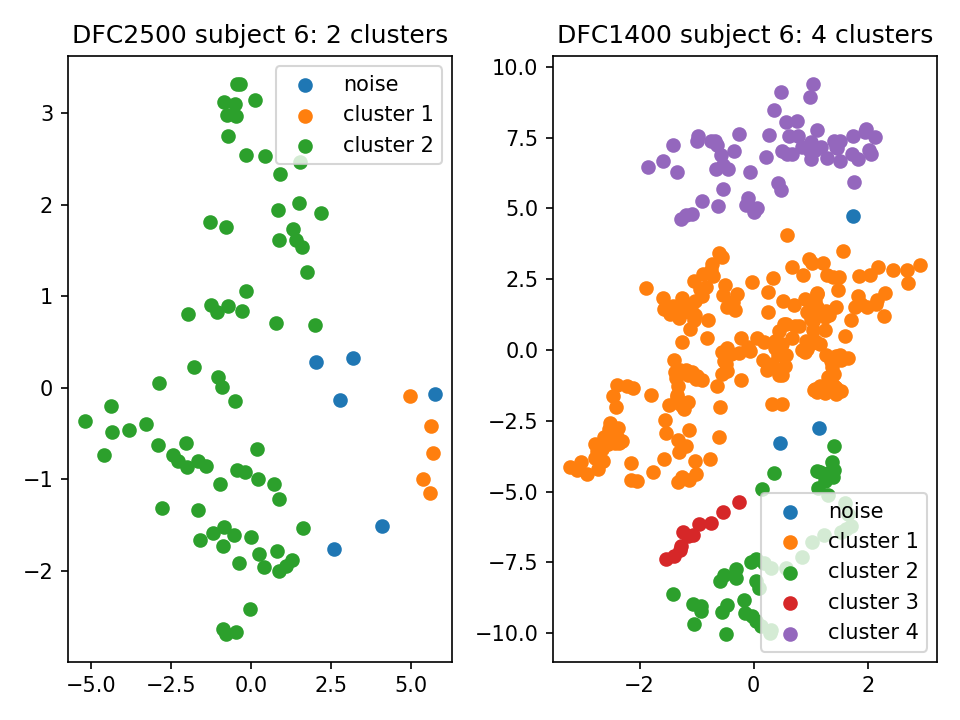 DFC2500 subject 6: 2 clusters
noise
cluster 1
cluster 2
3
2
1
0
−1
−2
−5.0
−2.5
0.0
2.5
5.0
DFC1400 subject 6: 4 clusters
10.0
7.5
5.0
2.5
0.0
−2.5
−5.0
−7.5
−10.0
noise
cluster 1
cluster 2
cluster 3
cluster 4
−2
0
2